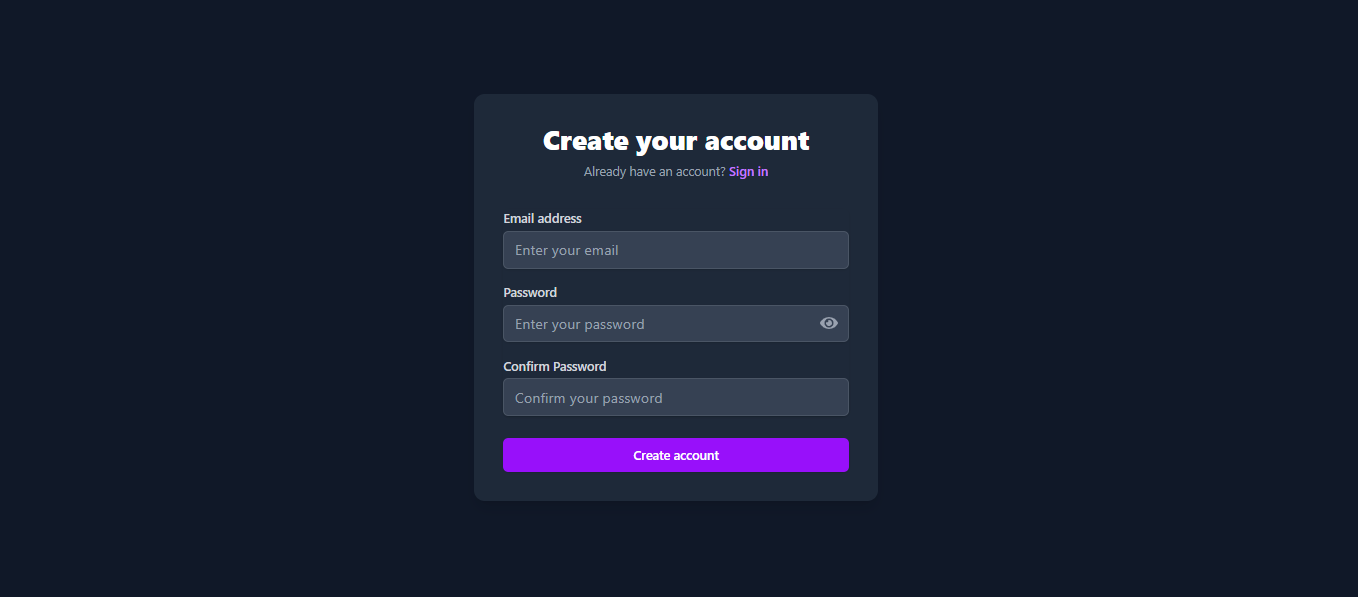 Create your account
Already have an account? Sign in
Email address
Enter your email
Password
Enter your password
Confirm Password
Confirm your password
Create account